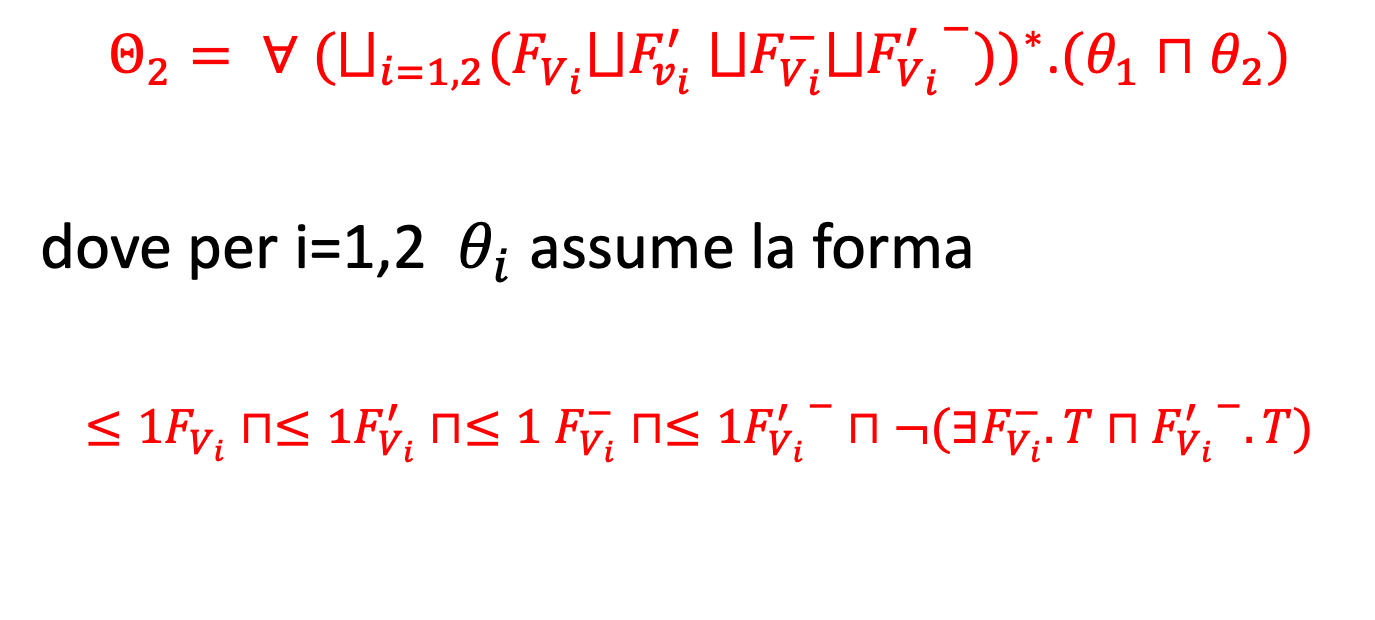 Θ₂ = ∀ (⊔ᵢ₌₁,₂(F_{V_i}⊔F′_{v_i} ⊔F⁻_{V_i}⊔F′_{V_i}⁻))*.(θ₁ ⊓ θ₂)
dove per i=1,2 θᵢ assume la forma
≤ 1F_{V_i} ⊓≤ 1F′_{V_i} ⊓≤ 1 F⁻_{V_i} ⊓≤ 1F′_{V_i}⁻ ⊓ ¬(∃F⁻_{V_i}.T ⊓ F′_{V_i}⁻.T)